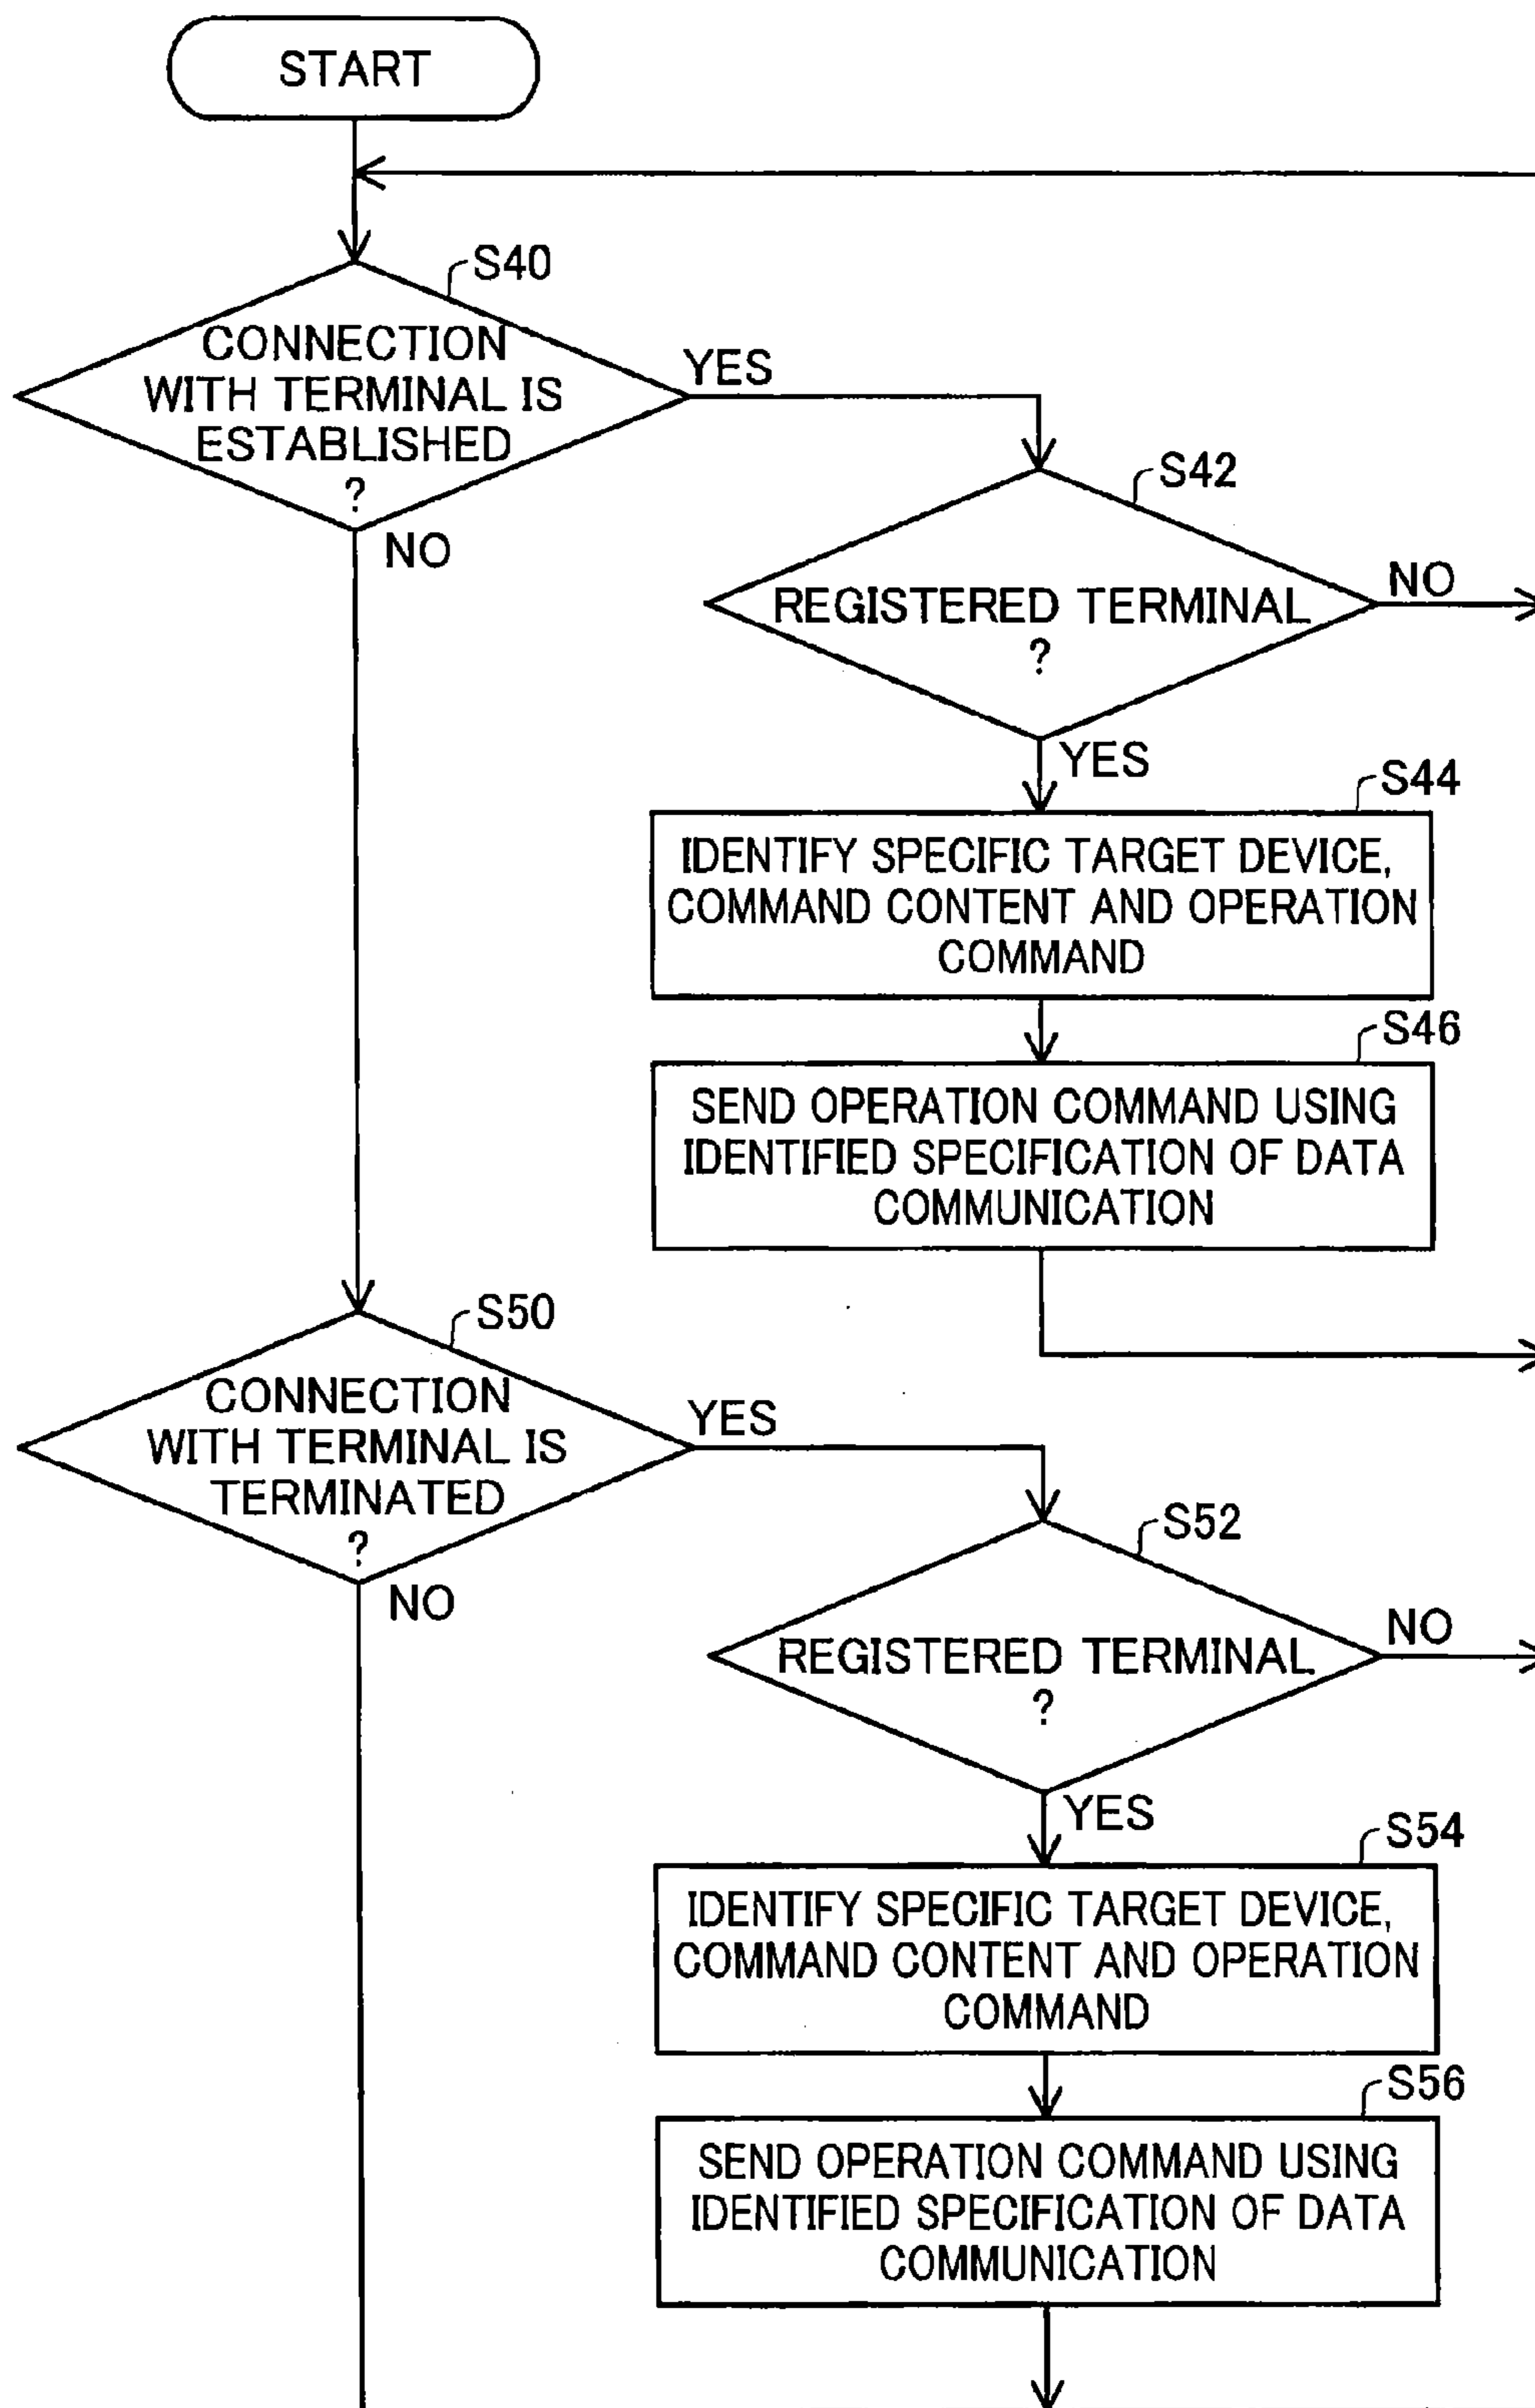 START
S40
CONNECTION
WITH TERMINAL IS
ESTABLISHED
?
YES
NO
S42
REGISTERED TERMINAL
?
NO
YES
S44
IDENTIFY SPECIFIC TARGET DEVICE,
COMMAND CONTENT AND OPERATION
COMMAND
S46
SEND OPERATION COMMAND USING
IDENTIFIED SPECIFICATION OF DATA
COMMUNICATION
S50
CONNECTION
WITH TERMINAL IS
TERMINATED
?
YES
NO
S52
REGISTERED TERMINAL
?
NO
YES
S54
IDENTIFY SPECIFIC TARGET DEVICE,
COMMAND CONTENT AND OPERATION
COMMAND
S56
SEND OPERATION COMMAND USING
IDENTIFIED SPECIFICATION OF DATA
COMMUNICATION